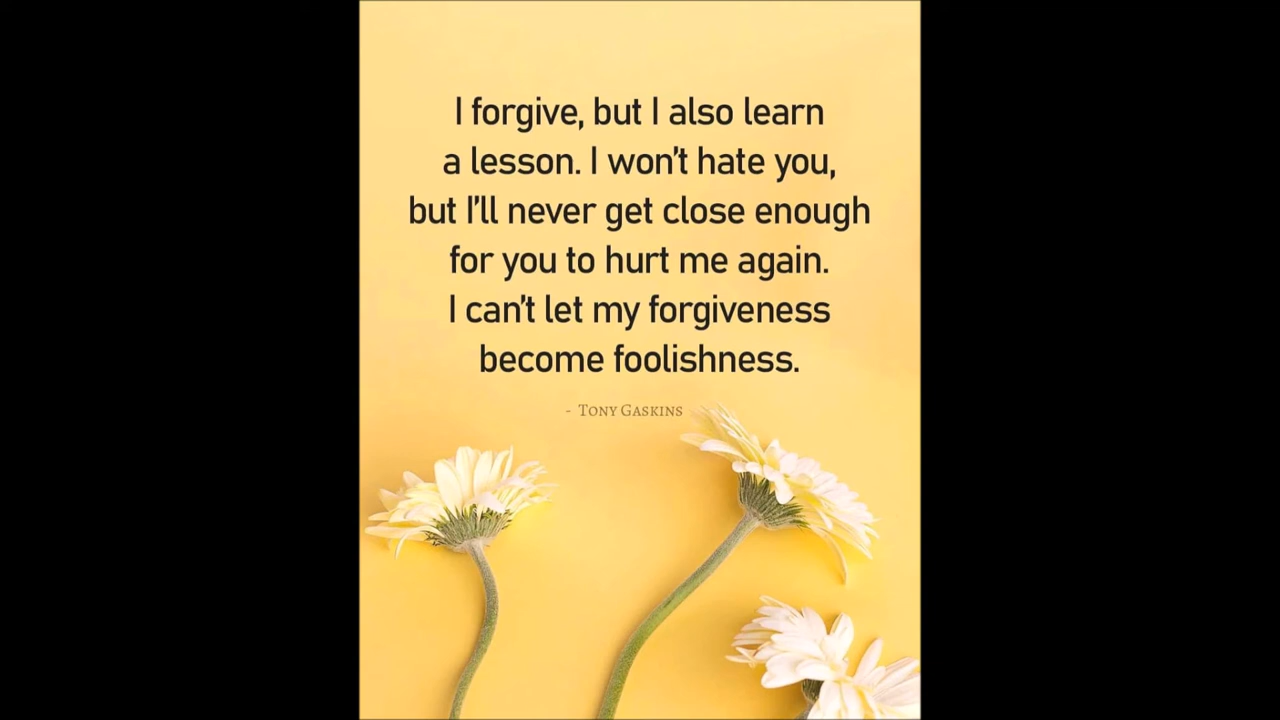 I forgive, but I also learn
a lesson. I won't hate you,
but I'll never get close enough
for you to hurt me again.
I can't let my forgiveness
become foolishness.
- Tony Gaskins